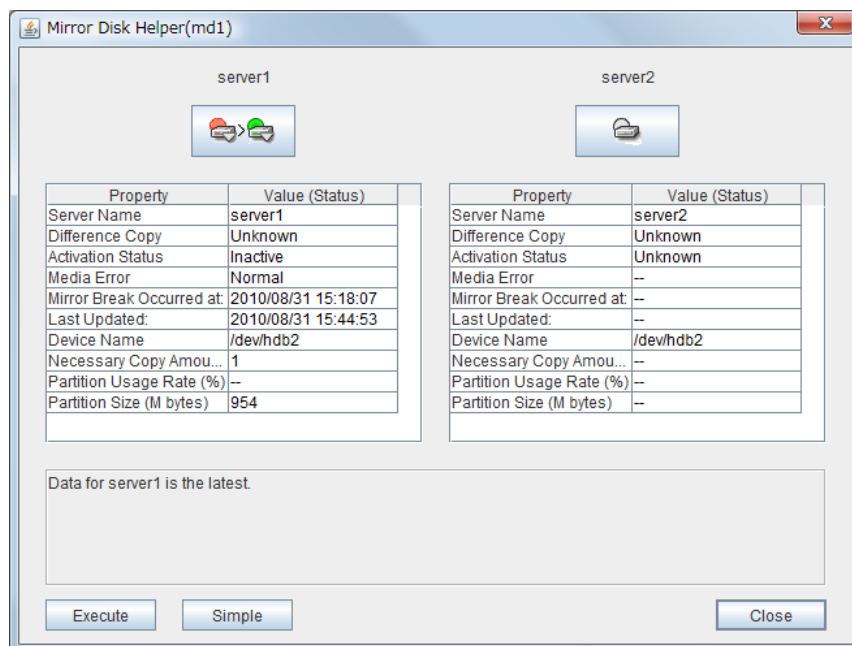 Mirror Disk Helper(md1)
server1
server2
Property Value (Status)
Server Name server1
Difference Copy Unknown
Activation Status Inactive
Media Error Normal
Mirror Break Occurred at: 2010/08/31 15:18:07
Last Updated: 2010/08/31 15:44:53
Device Name /dev/hdb2
Necessary Copy Amou... 1
Partition Usage Rate (%) --
Partition Size (M bytes) 954
Property Value (Status)
Server Name server2
Difference Copy Unknown
Activation Status Unknown
Media Error --
Mirror Break Occurred at: --
Last Updated: --
Device Name /dev/hdb2
Necessary Copy Amou... --
Partition Usage Rate (%) --
Partition Size (M bytes) --
Data for server1 is the latest.
Execute
Simple
Close